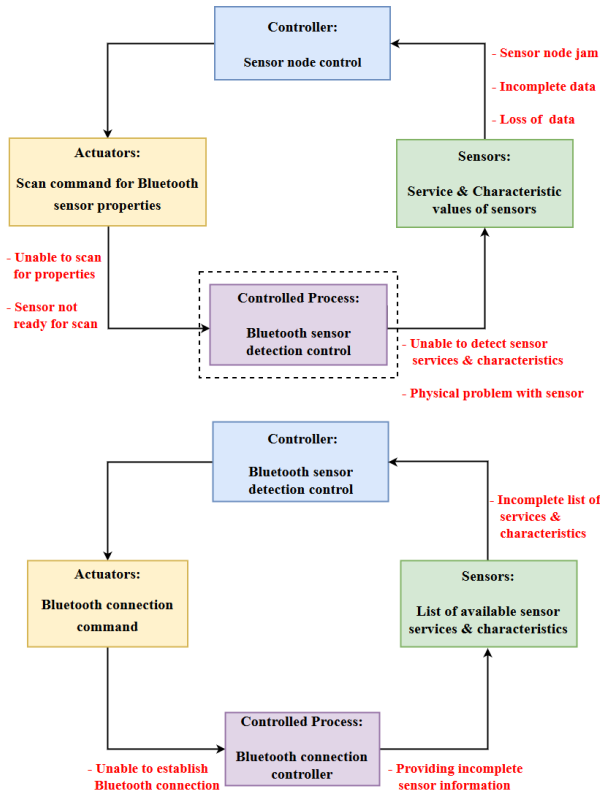 Controller:
Sensor node control
- Sensor node jam
- Incomplete data
- Loss of data
Actuators:
Scan command for Bluetooth
sensor properties
Sensors:
Service & Characteristic
values of sensors
- Unable to scan
for properties
- Sensor not
ready for scan
Controlled Process:
Bluetooth sensor
detection control
- Unable to detect sensor
services & characteristics
- Physical problem with sensor
Controller:
Bluetooth sensor
detection control
- Incomplete list of
services &
characteristics
Actuators:
Bluetooth connection
command
Sensors:
List of available sensor
services & characteristics
- Unable to establish
Bluetooth connection
Controlled Process:
Bluetooth connection
controller
- Providing incomplete
sensor information